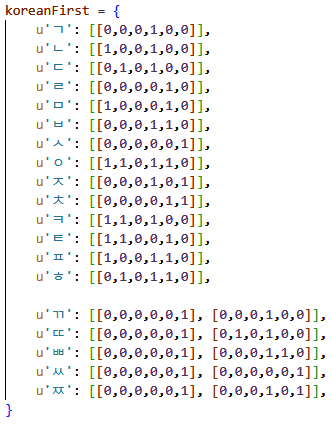 koreanFirst = {
    u'ㄱ': [[0,0,0,1,0,0]],
    u'ㄴ': [[1,0,0,1,0,0]],
    u'ㄷ': [[0,1,0,1,0,0]],
    u'ㄹ': [[0,0,0,0,1,0]],
    u'ㅁ': [[1,0,0,0,1,0]],
    u'ㅂ': [[0,0,0,1,1,0]],
    u'ㅅ': [[0,0,0,0,0,1]],
    u'ㅇ': [[1,1,0,1,1,0]],
    u'ㅈ': [[0,0,0,1,0,1]],
    u'ㅊ': [[0,0,0,0,1,1]],
    u'ㅋ': [[1,1,0,1,0,0]],
    u'ㅌ': [[1,1,0,0,1,0]],
    u'ㅍ': [[1,0,0,1,1,0]],
    u'ㅎ': [[0,1,0,1,1,0]],

    u'ㄲ': [[0,0,0,0,0,1], [0,0,0,1,0,0]],
    u'ㄸ': [[0,0,0,0,0,1], [0,1,0,1,0,0]],
    u'ㅃ': [[0,0,0,0,0,1], [0,0,0,1,1,0]],
    u'ㅆ': [[0,0,0,0,0,1], [0,0,0,0,0,1]],
    u'ㅉ': [[0,0,0,0,0,1], [0,0,0,1,0,1]],
}